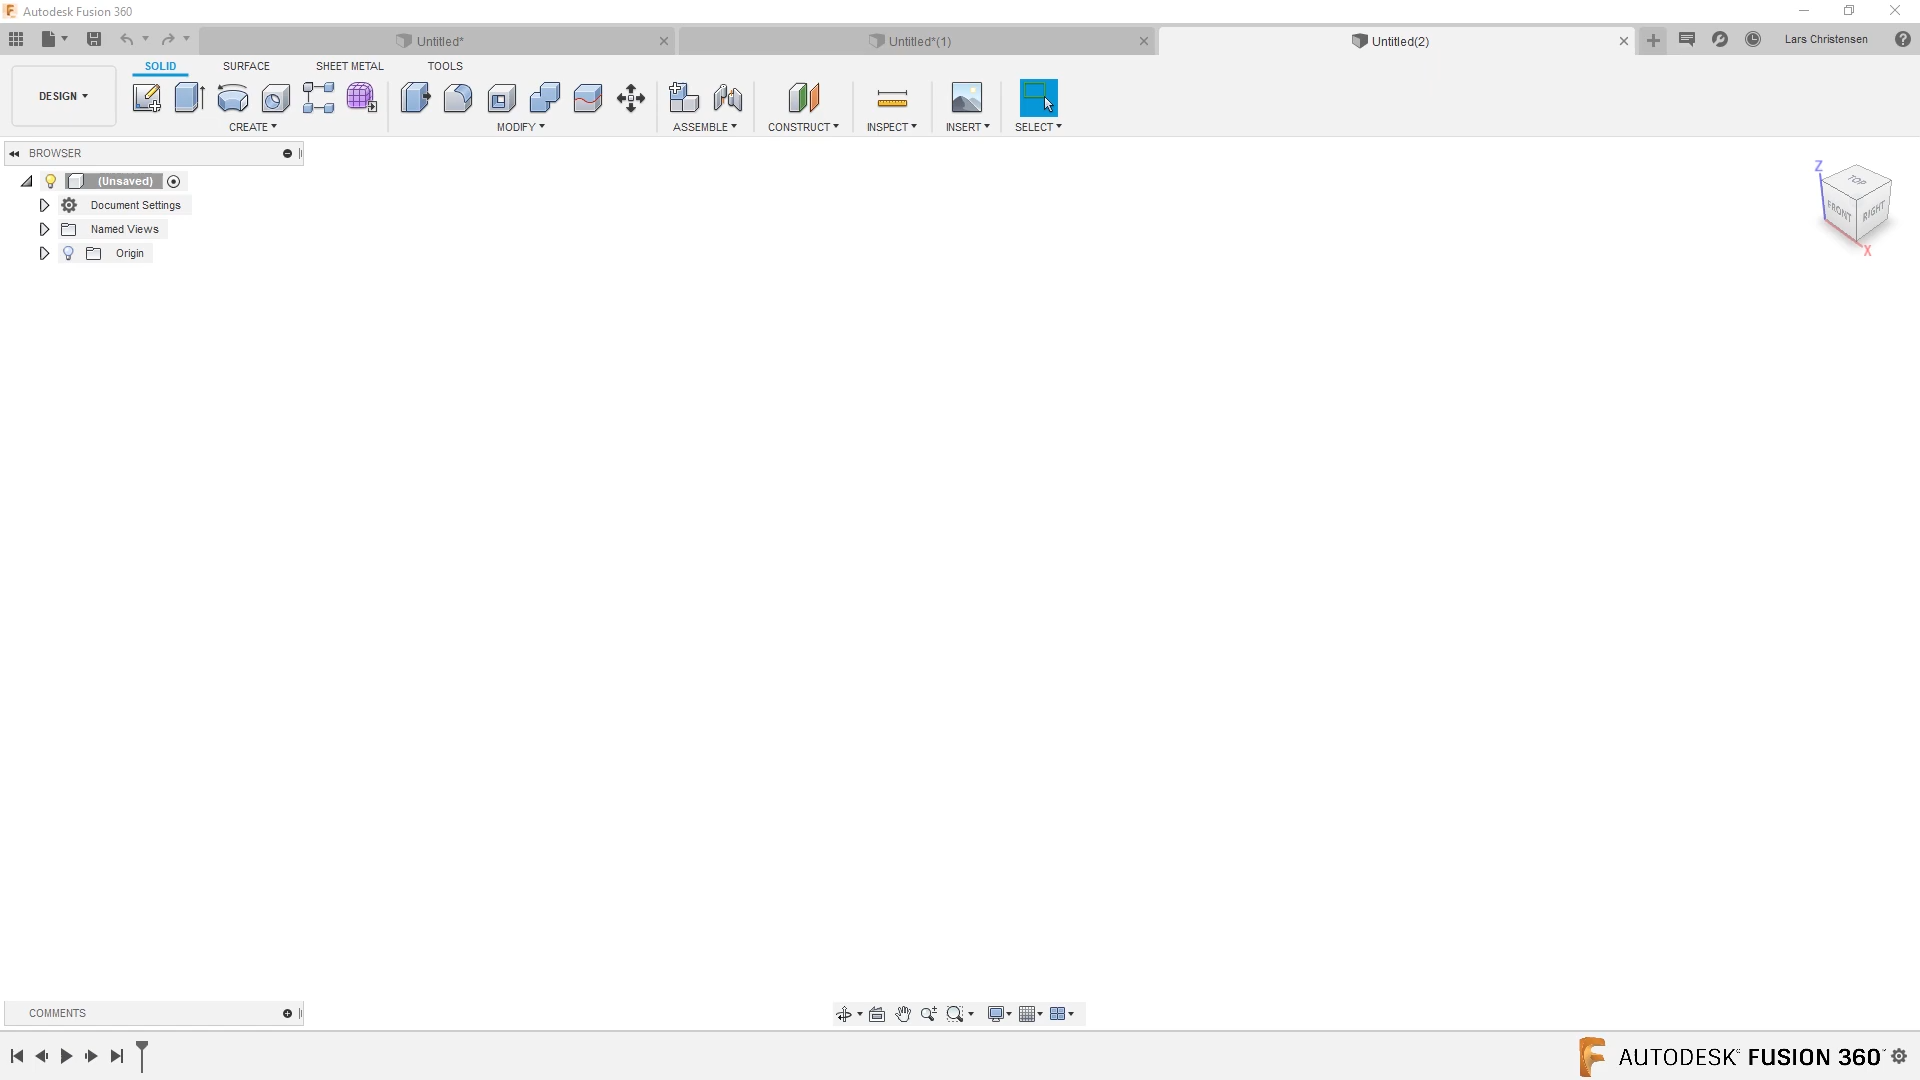 Autodesk Fusion 360
Untitled*
Untitled*(1)
Untitled(2)
Lars Christensen
SOLID
SURFACE
SHEET METAL
TOOLS
DESIGN
CREATE
MODIFY
ASSEMBLE
CONSTRUCT
INSPECT
INSERT
SELECT
BROWSER
(Unsaved)
Document Settings
Named Views
Origin
Z
TOP
FRONT
RIGHT
X
COMMENTS
AUTODESK® FUSION 360™